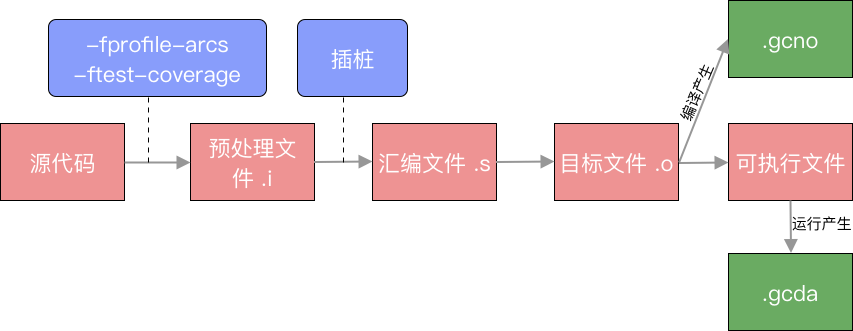 -fprofile-arcs
-ftest-coverage
插桩
.gcno
编译产生
源代码
预处理文
件 .i
汇编文件 .s
目标文件 .o
可执行文件
运行产生
.gcda